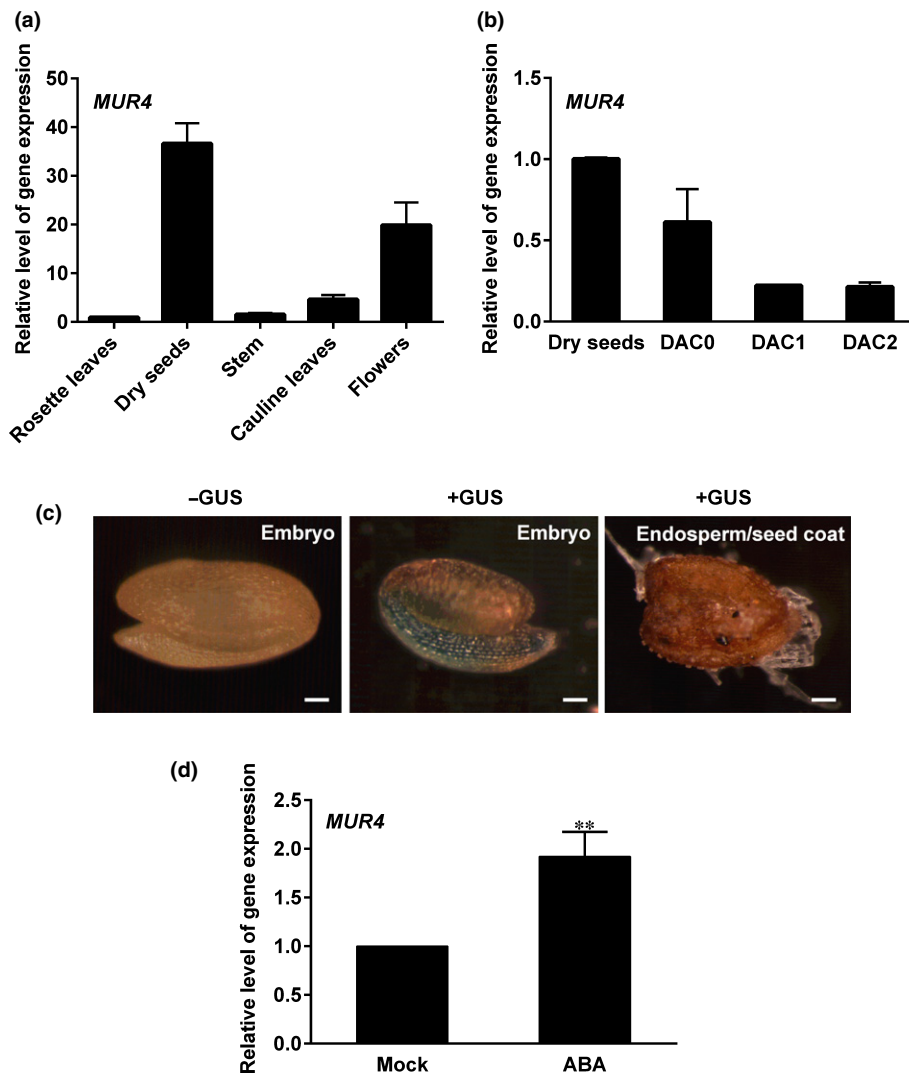 (a)
Relative level of gene expression
MUR4
50
40
30
20
10
0
Rosette leaves
Dry seeds
Stem
Cauline leaves
Flowers
(b)
Relative level of gene expression
MUR4
1.5
1.0
0.5
0.0
Dry seeds
DAC0
DAC1
DAC2
(c)
–GUS
+GUS
+GUS
Embryo
Embryo
Endosperm/seed coat
(d)
Relative level of gene expression
MUR4
2.5
2.0
1.5
1.0
0.5
0.0
**
Mock
ABA